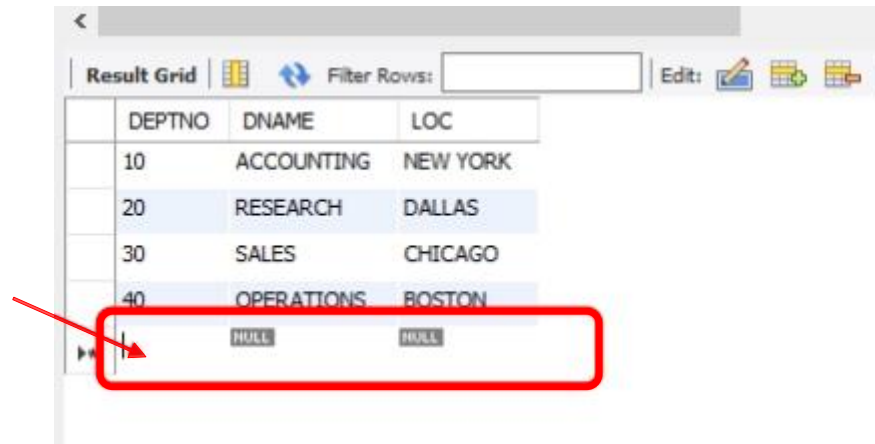 Result Grid Filter Rows: Edit:
DEPTNO DNAME LOC
10 ACCOUNTING NEW YORK
20 RESEARCH DALLAS
30 SALES CHICAGO
40 OPERATIONS BOSTON
NULL NULL